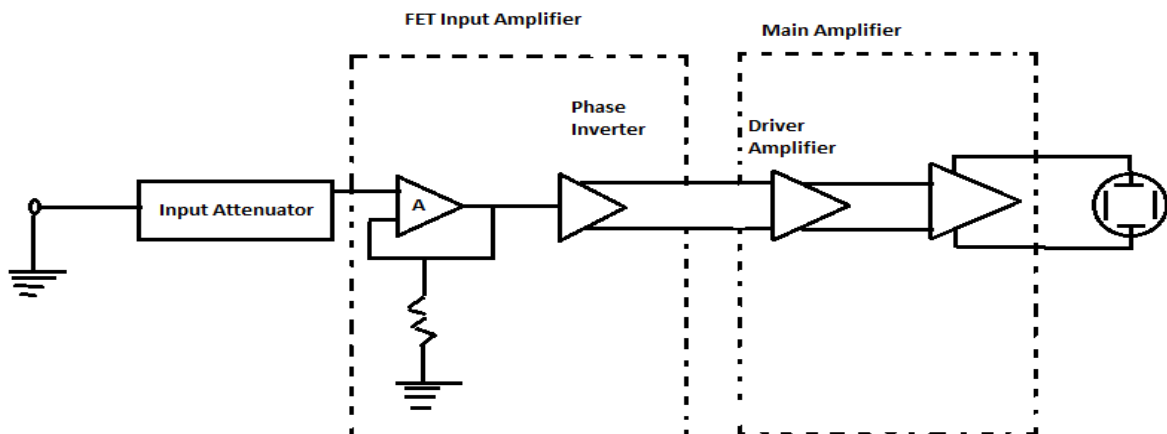 FET Input Amplifier
Main Amplifier
Phase
Inverter
Driver
Amplifier
Input Attenuator
A